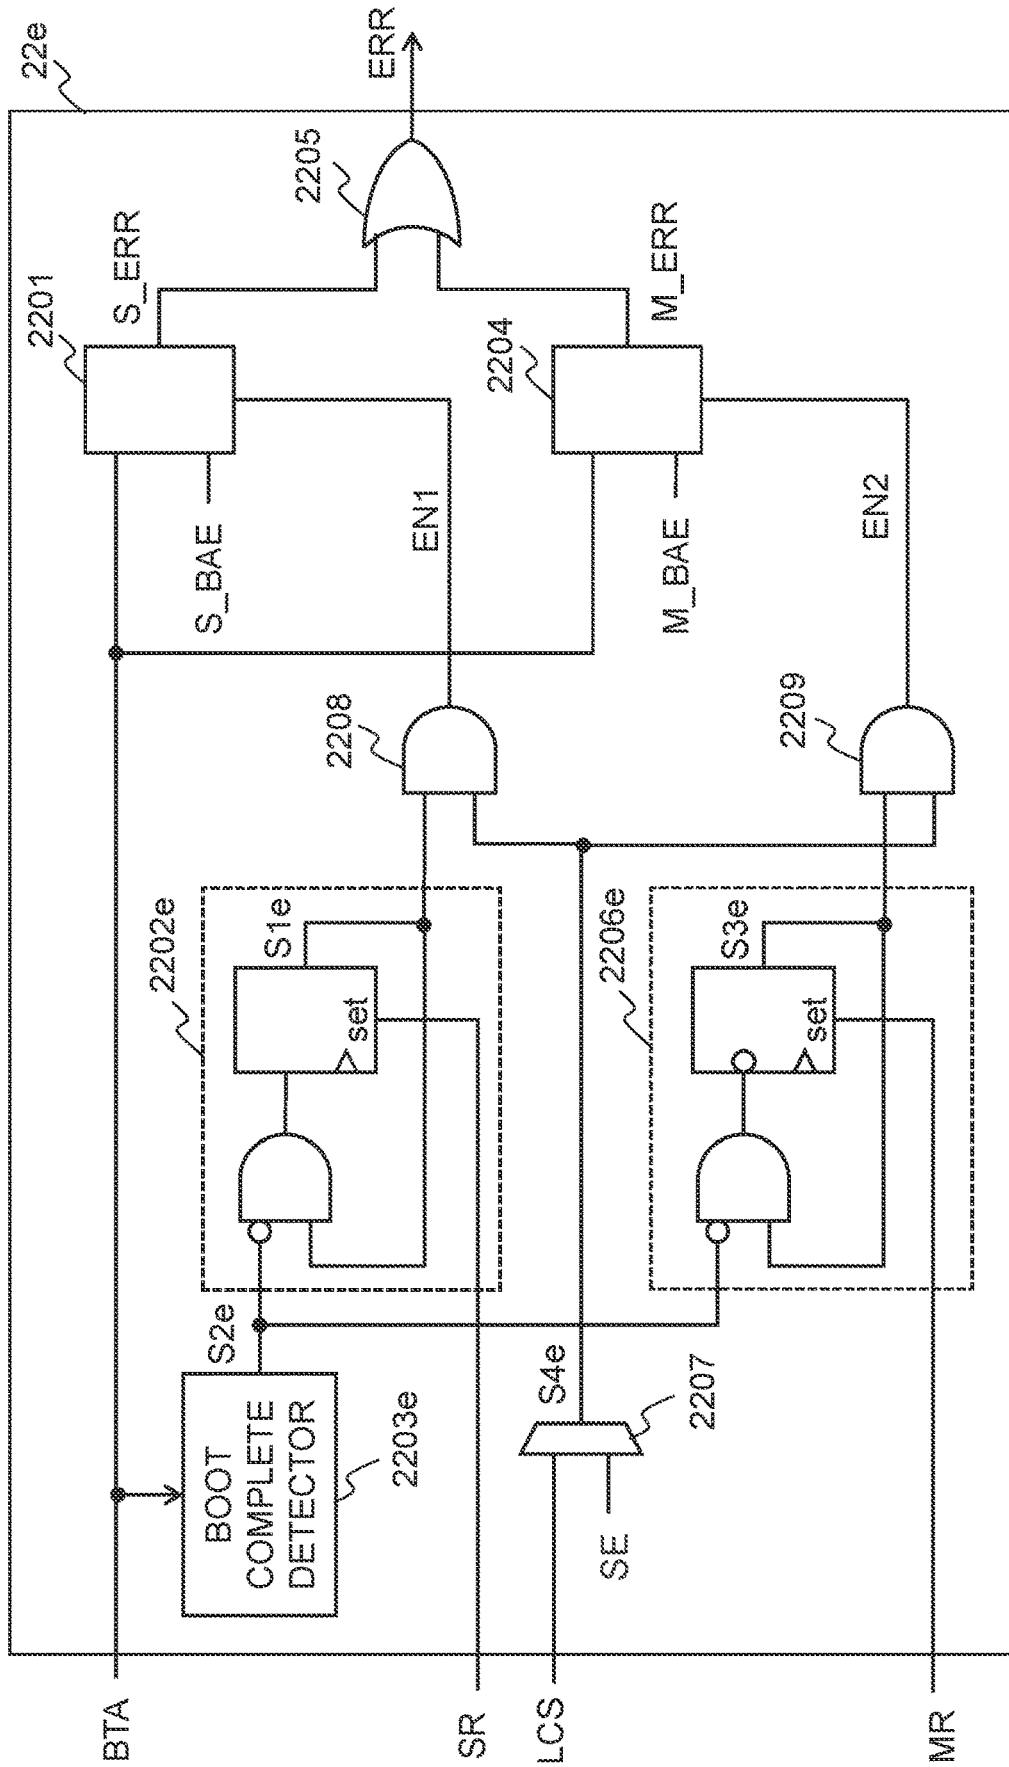 22e
ERR
2205
S_ERR
2201
M_ERR
2204
S_BAE
EN1
M_BAE
EN2
2208
2209
2202e
S1e
set
2206e
S3e
set
S2e
BOOT
COMPLETE
DETECTOR
2203e
S4e
2207
SE
BTA
SR
LCS
MR